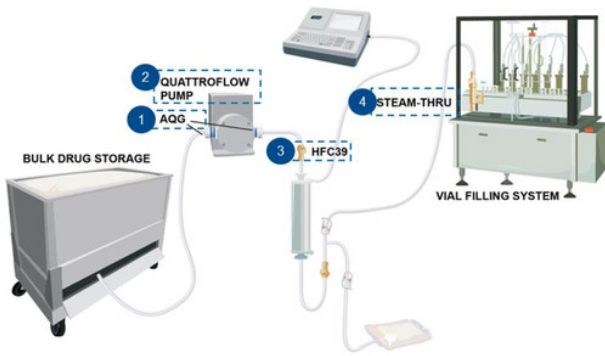 2
QUATTROFLOW
PUMP
1
AQG
3
HFC39
4
STEAM-THRU
BULK DRUG STORAGE
VIAL FILLING SYSTEM